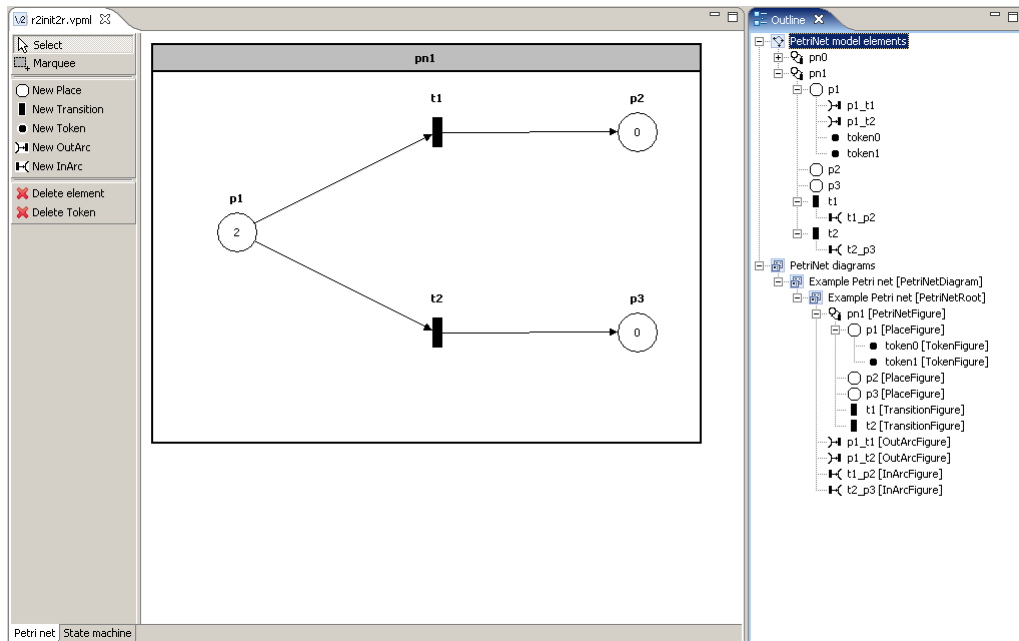 r2init2r.vpml
Select
Marquee
New Place
New Transition
New Token
New OutArc
New InArc
Delete element
Delete Token
pn1
t1
p2
0
p1
2
t2
p3
0
Petri net
State machine
Outline
PetriNet model elements
pn0
pn1
p1
p1_t1
p1_t2
token0
token1
p2
p3
t1
t1_p2
t2
t2_p3
PetriNet diagrams
Example Petri net [PetriNetDiagram]
Example Petri net [PetriNetRoot]
pn1 [PetriNetFigure]
p1 [PlaceFigure]
token0 [TokenFigure]
token1 [TokenFigure]
p2 [PlaceFigure]
p3 [PlaceFigure]
t1 [TransitionFigure]
t2 [TransitionFigure]
p1_t1 [OutArcFigure]
p1_t2 [OutArcFigure]
t1_p2 [InArcFigure]
t2_p3 [InArcFigure]